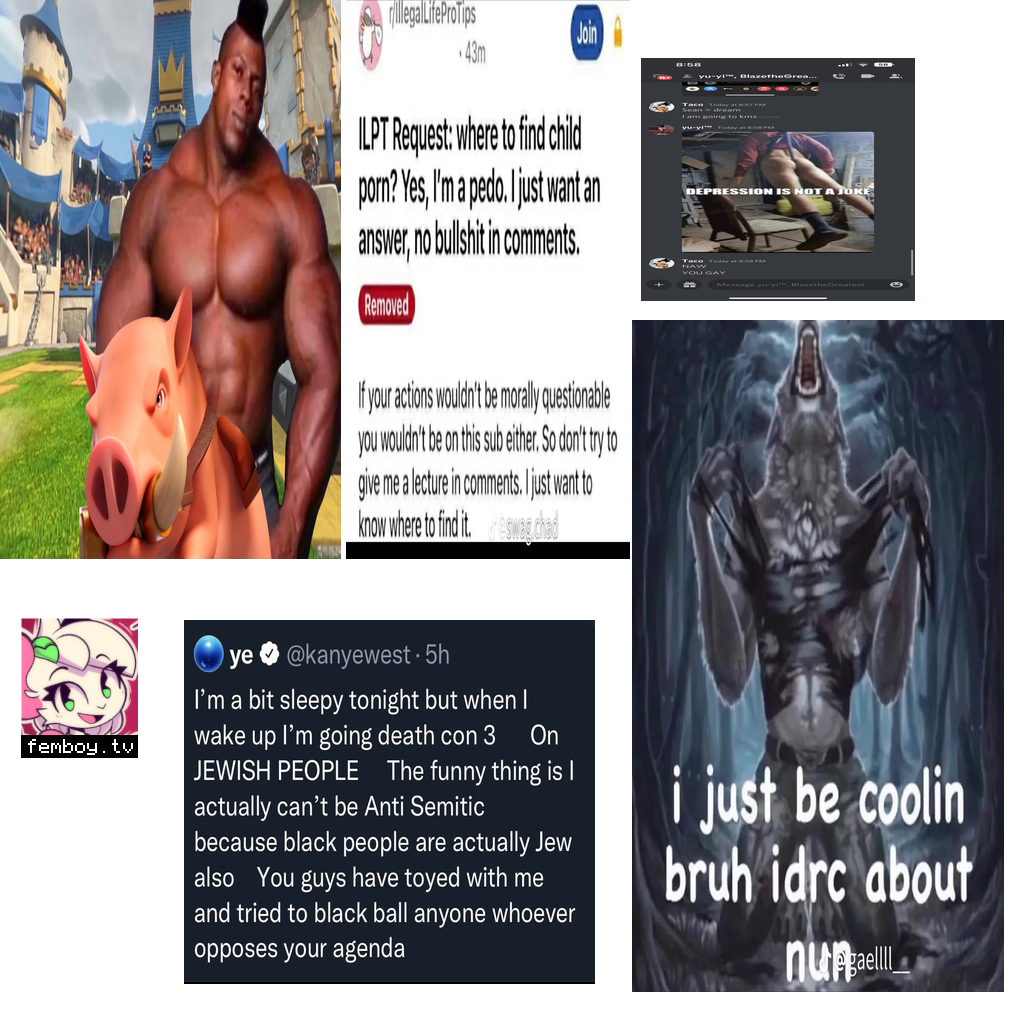 r/IllegalLifeProTips
· 43m
Join
ILPT Request: where to find child
porn? Yes, I'm a pedo. I just want an
answer, no bullshit in comments.
Removed
If your actions wouldn't be morally questionable
you wouldn't be on this sub either. So don't try to
give me a lecture in comments. I just want to
know where to find it.
@swag.chad
8:58
yu-yi™, BlazetheGrea...
Taco Today at 8:57 PM
Sean = dream
I am going to kms
yu-yi™ Today at 8:58 PM
DEPRESSION IS NOT A JOKE
Taco Today at 8:58 PM
NAW
YOU GAY
Message yu-yi™, BlazetheGreatest
i just be coolin
bruh idrc about
nun
@gaellll__
femboy.tv
ye @kanyewest · 5h
I'm a bit sleepy tonight but when I
wake up I'm going death con 3 On
JEWISH PEOPLE The funny thing is I
actually can't be Anti Semitic
because black people are actually Jew
also You guys have toyed with me
and tried to black ball anyone whoever
opposes your agenda